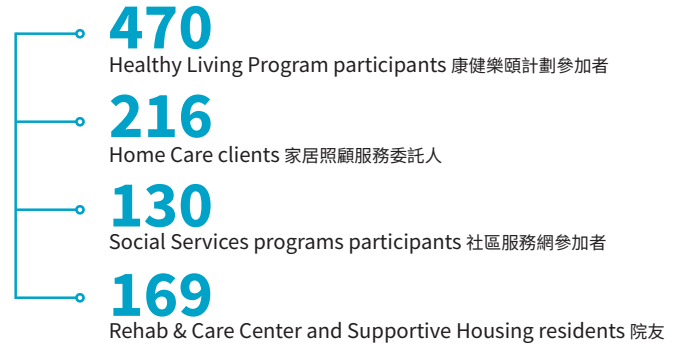 470
Healthy Living Program participants 康健樂頤計劃參加者
216
Home Care clients 家居照顧服務委託人
130
Social Services programs participants 社區服務網參加者
169
Rehab & Care Center and Supportive Housing residents 院友